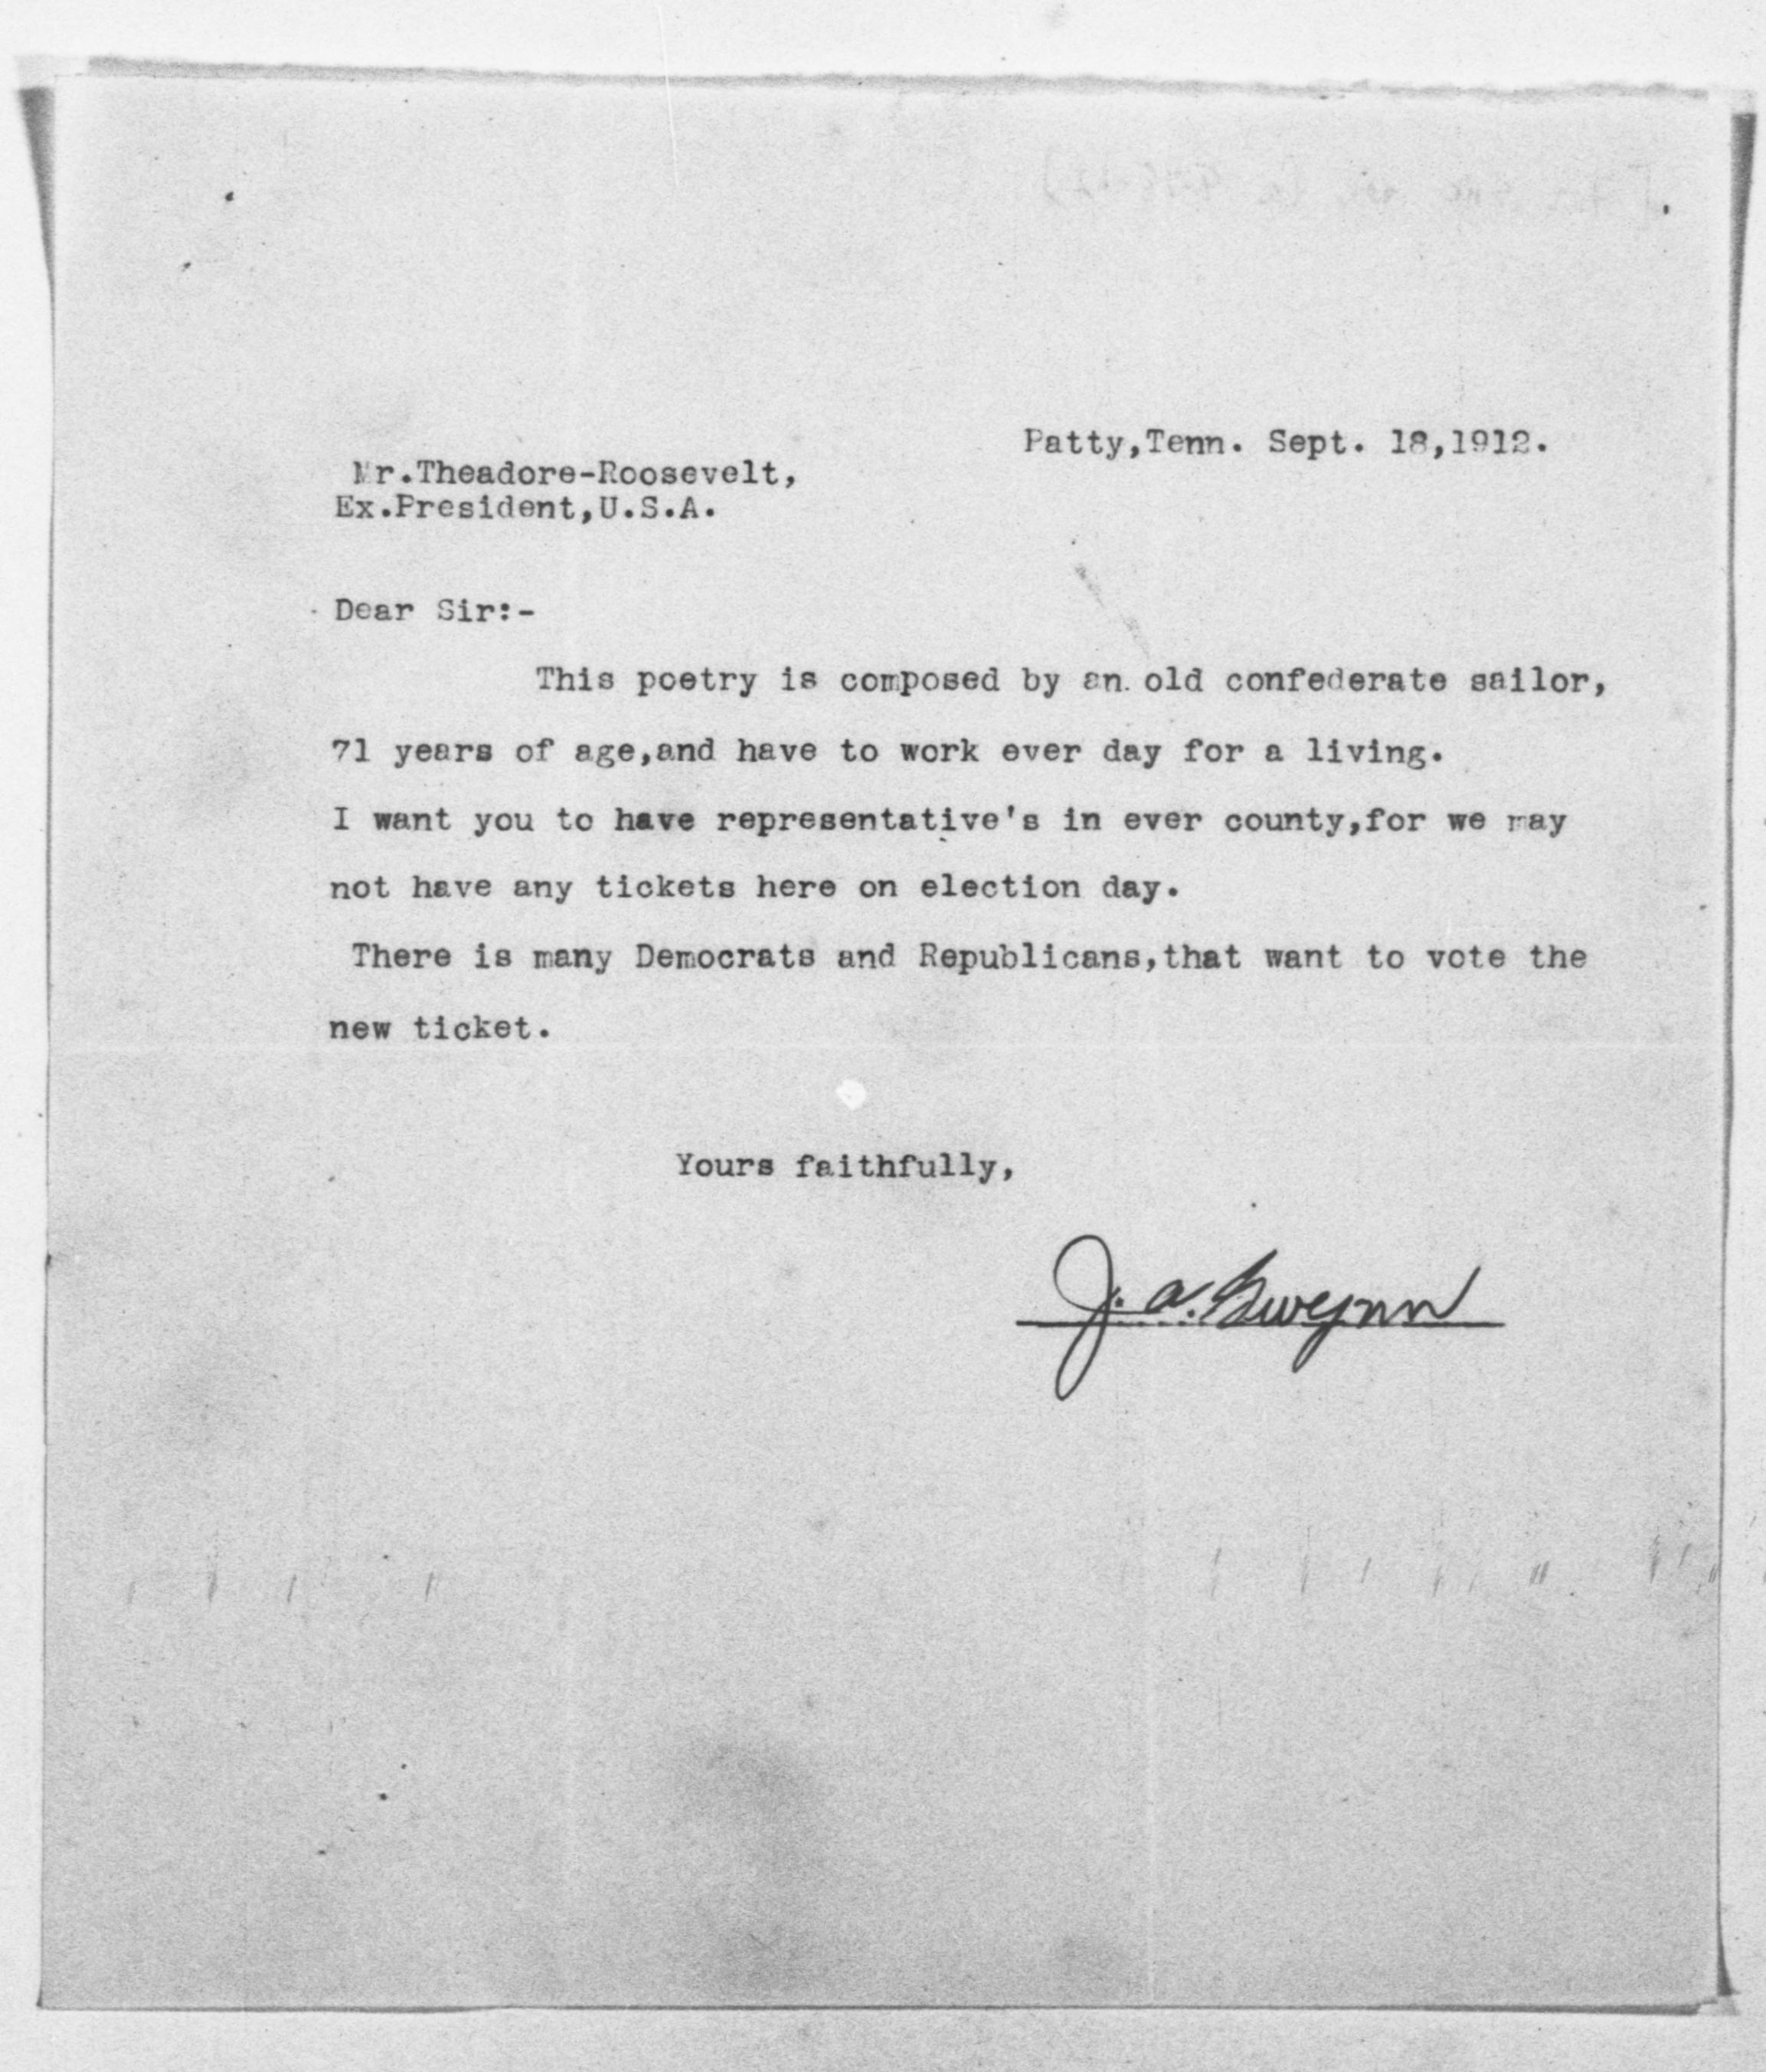 Patty,Tenn. Sept. 18,1912.
Mr.Theadore-Roosevelt,
Ex.President,U.S.A.
Dear Sir:-
This poetry is composed by an old confederate sailor,
71 years of age,and have to work ever day for a living.
I want you to have representative's in ever county,for we may
not have any tickets here on election day.
There is many Democrats and Republicans,that want to vote the
new ticket.
Yours faithfully,
J. A. Gwynn